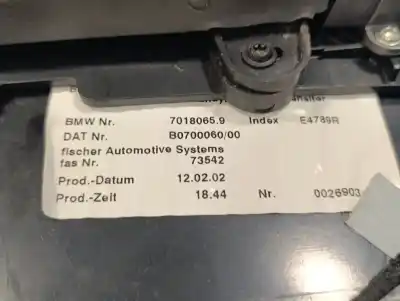 BMW Nr. 7018065.9 Index E4789R
DAT Nr. B0700060/00
fischer Automotive Systems
fas Nr. 73542
Prod.-Datum 12.02.02
Prod.-Zeit 18:44 Nr. 0026903